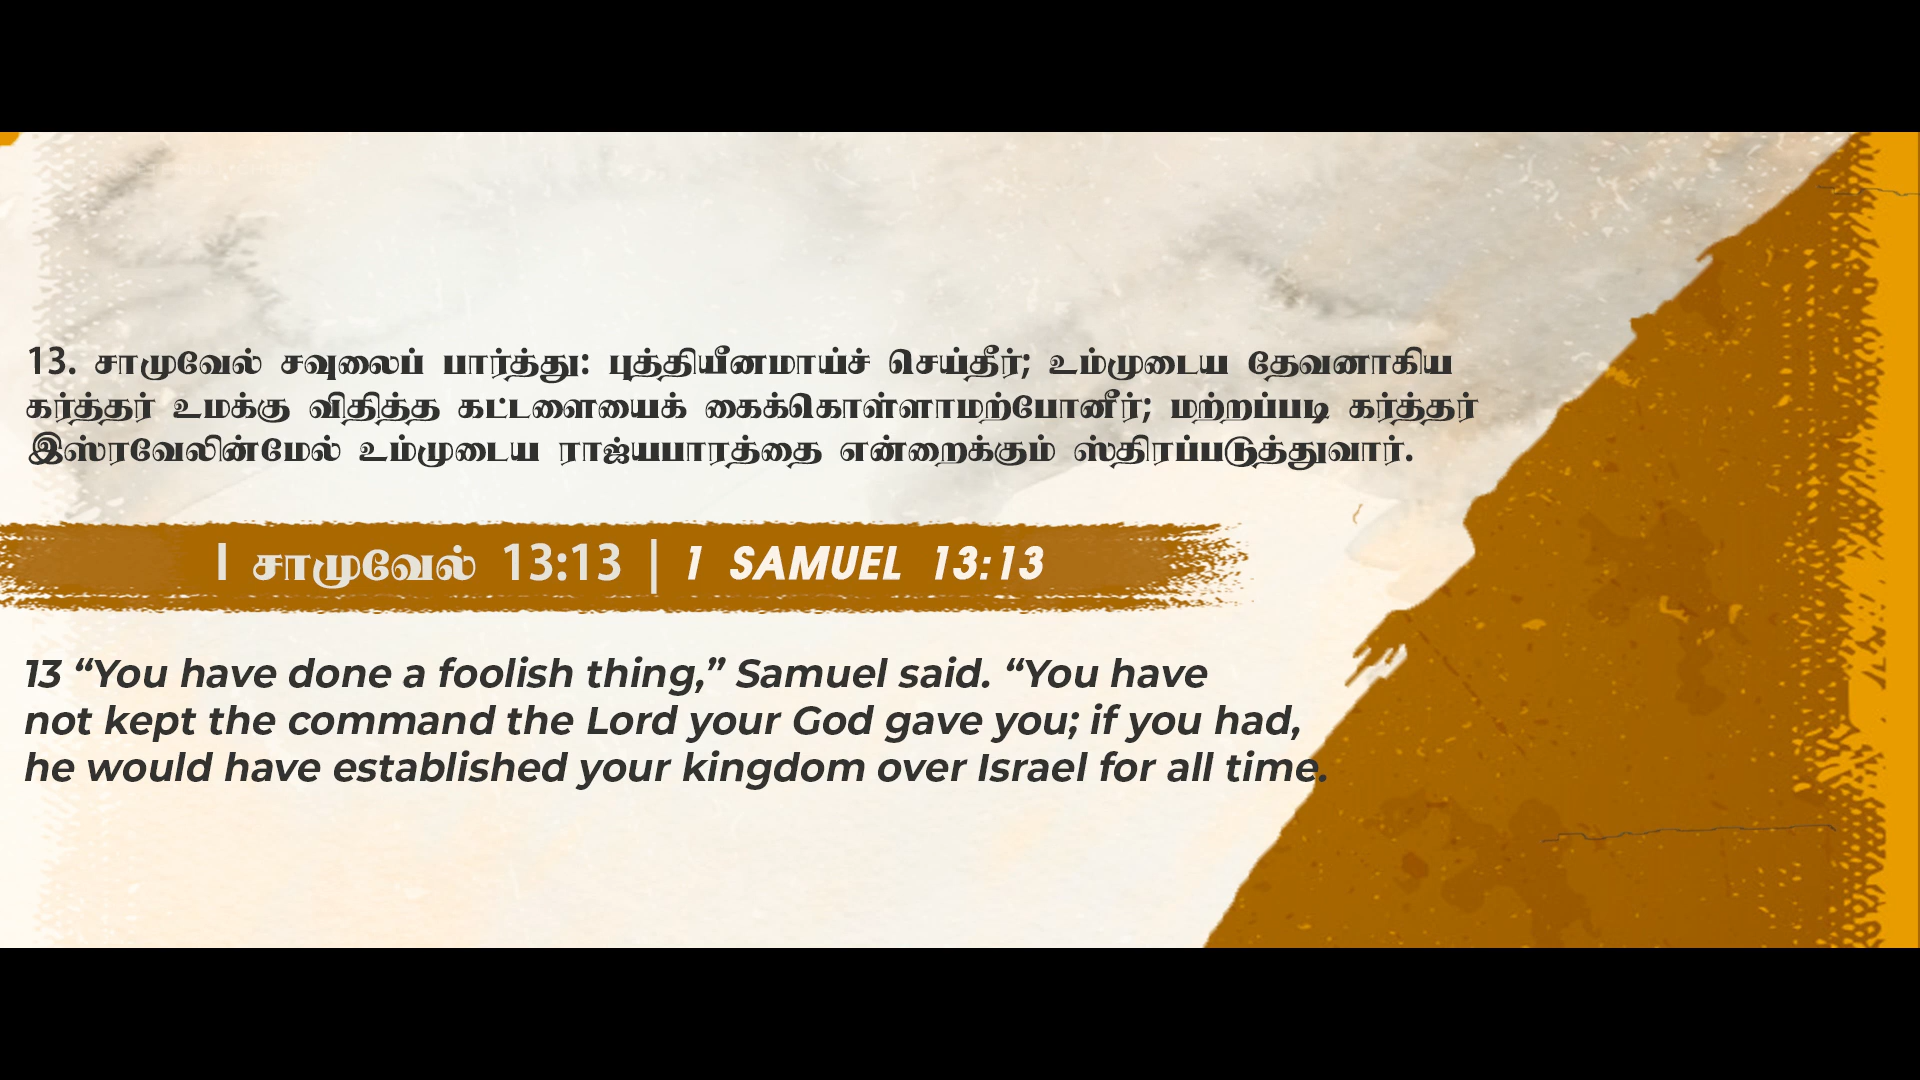 13. சாமுவேல் சவுலைப் பார்த்து: புத்தியீனமாய்ச் செய்தீர்; உம்முடைய தேவனாகிய
கர்த்தர் உமக்கு விதித்த கட்டளையைக் கைக்கொள்ளாமற்போனீர்; மற்றப்படி கர்த்தர்
இஸ்ரவேலின்மேல் உம்முடைய ராஜ்யபாரத்தை என்றைக்கும் ஸ்திரப்படுத்துவார்.
I சாமுவேல் 13:13 | 1 SAMUEL 13:13
13 “You have done a foolish thing,” Samuel said. “You have
not kept the command the Lord your God gave you; if you had,
he would have established your kingdom over Israel for all time.